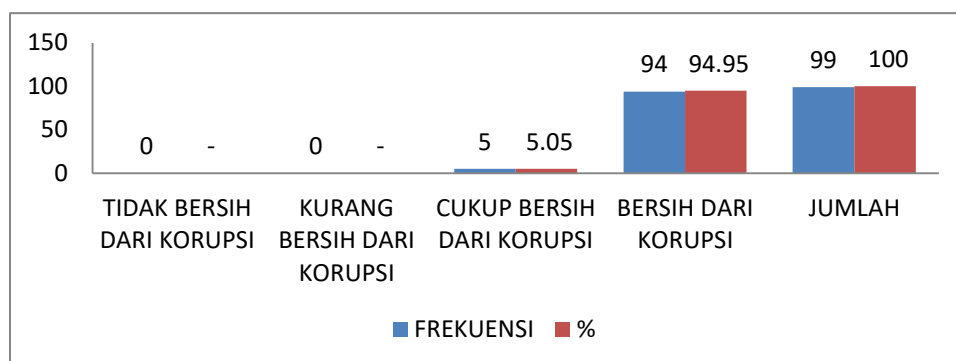 150
100
50
0
0 -
0 -
5 5.05
94 94.95
99 100
TIDAK BERSIH
DARI KORUPSI
KURANG
BERSIH DARI
KORUPSI
CUKUP BERSIH
DARI KORUPSI
BERSIH DARI
KORUPSI
JUMLAH
FREKUENSI %